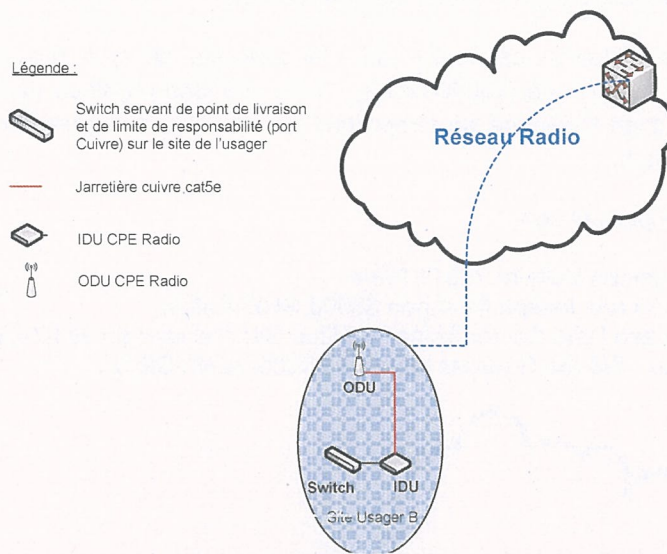 Légende :
Switch servant de point de livraison
et de limite de responsabilité (port
Cuivre) sur le site de l'usager
Jarretière cuivre cat5e
IDU CPE Radio
ODU CPE Radio
Réseau Radio
ODU
Switch
IDU
Site Usager B